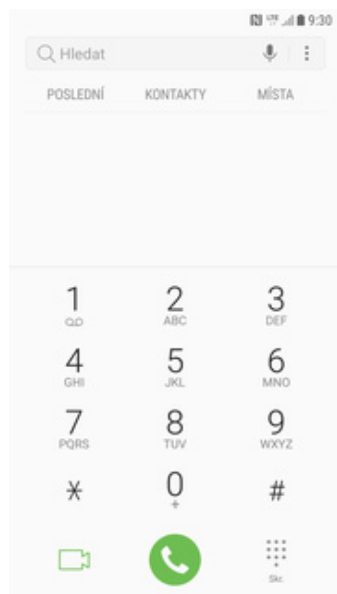 LTE 9:30
Hledat
POSLEDNÍ KONTAKTY MÍSTA
1 2 3
ABC DEF
4 5 6
GHI JKL MNO
7 8 9
PQRS TUV WXYZ
* 0 #
+
Skr.